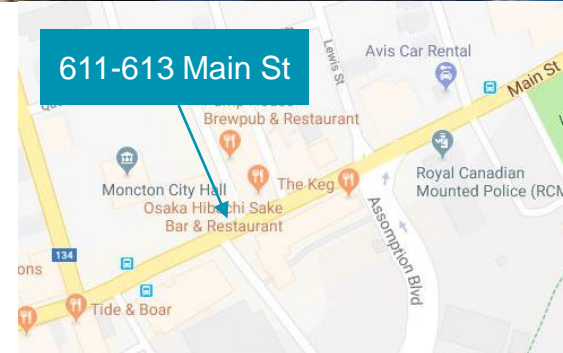 611-613 Main St
Lewis St
Avis Car Rental
Main St
Brewpub & Restaurant
Moncton City Hall
The Keg
Royal Canadian
Mounted Police (RCM
Osaka Hibachi Sake
Bar & Restaurant
Assomption Blvd
134
ons
Tide & Boar